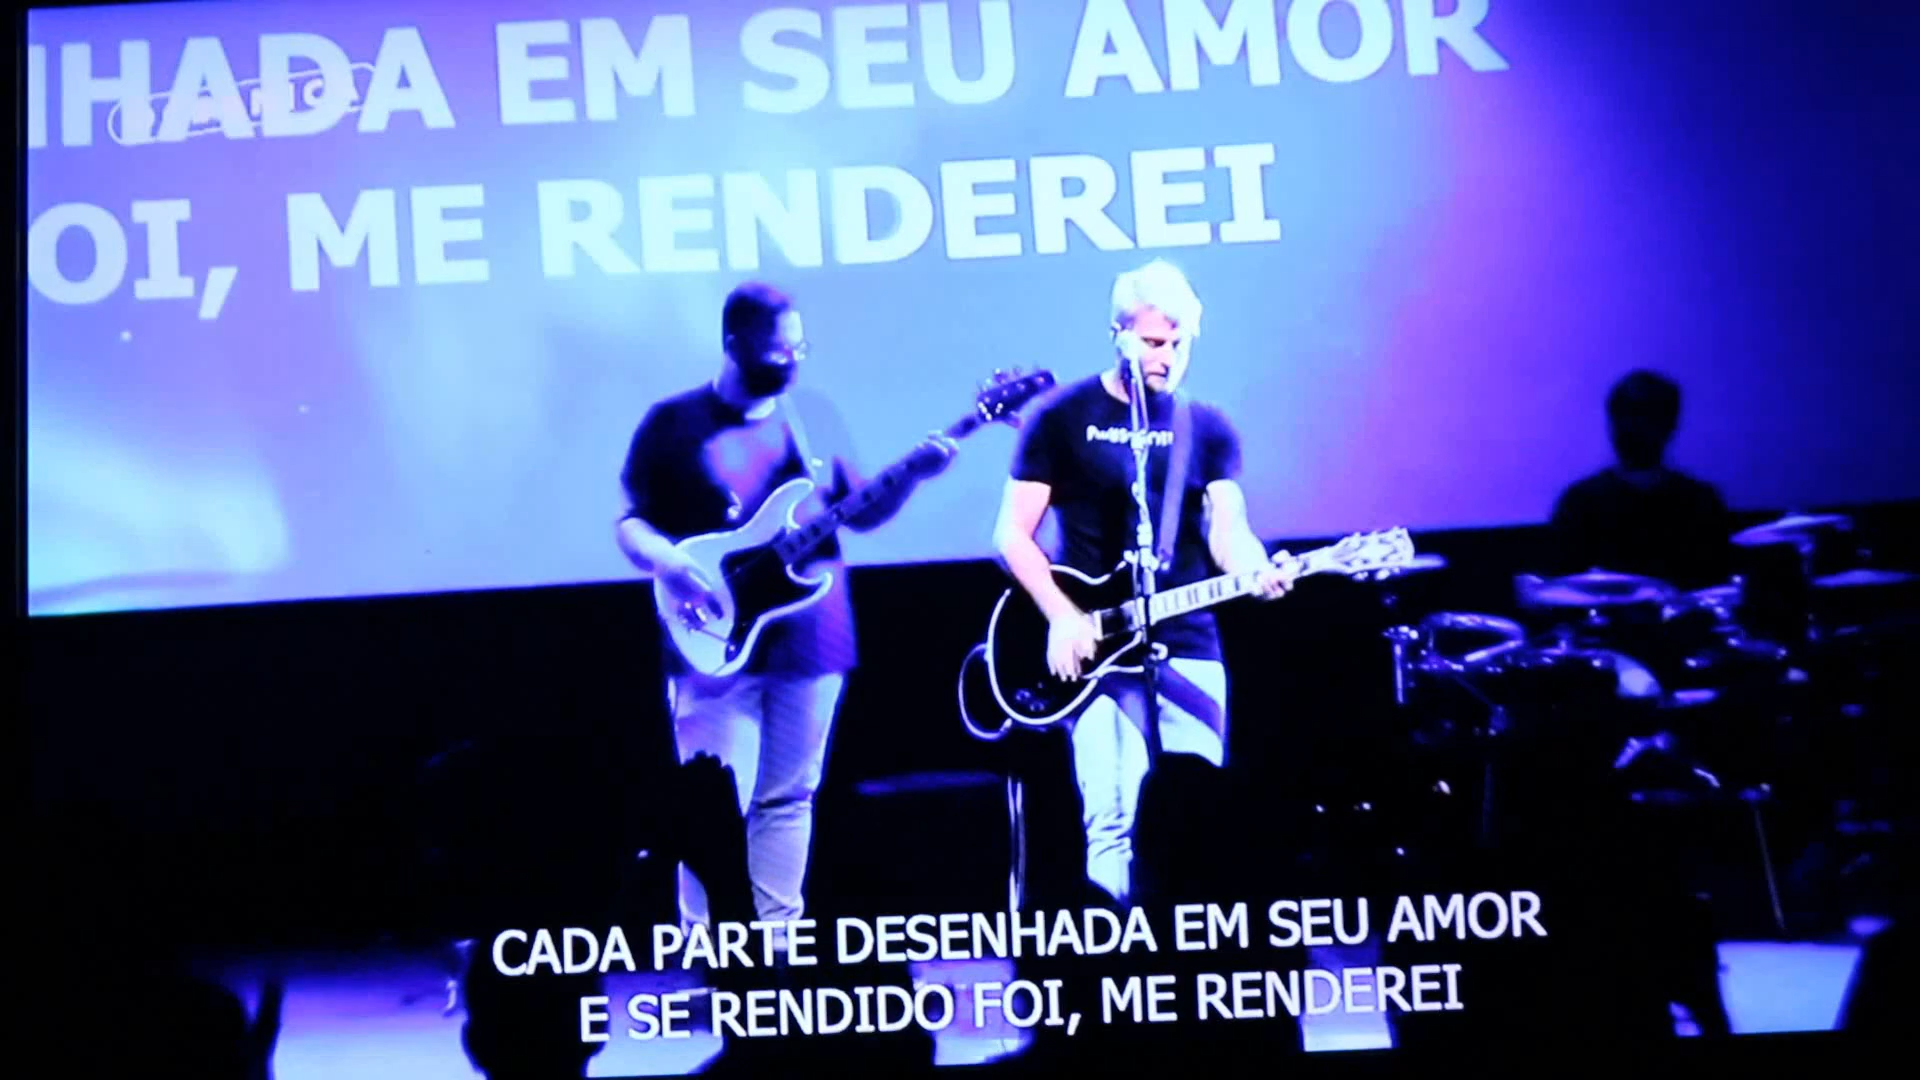 HADA EM SEU AMOR
OI, ME RENDEREI
CADA PARTE DESENHADA EM SEU AMOR
E SE RENDIDO FOI, ME RENDEREI